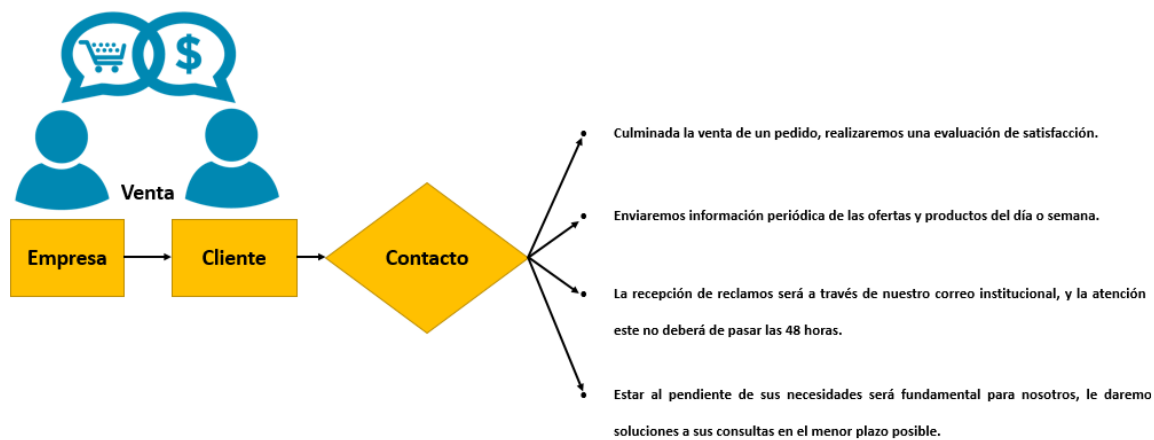 $
Venta
Empresa
Cliente
Contacto
• Culminada la venta de un pedido, realizaremos una evaluación de satisfacción.
• Enviaremos información periódica de las ofertas y productos del día o semana.
• La recepción de reclamos será a través de nuestro correo institucional, y la atención
este no deberá de pasar las 48 horas.
• Estar al pendiente de sus necesidades será fundamental para nosotros, le daremo
soluciones a sus consultas en el menor plazo posible.